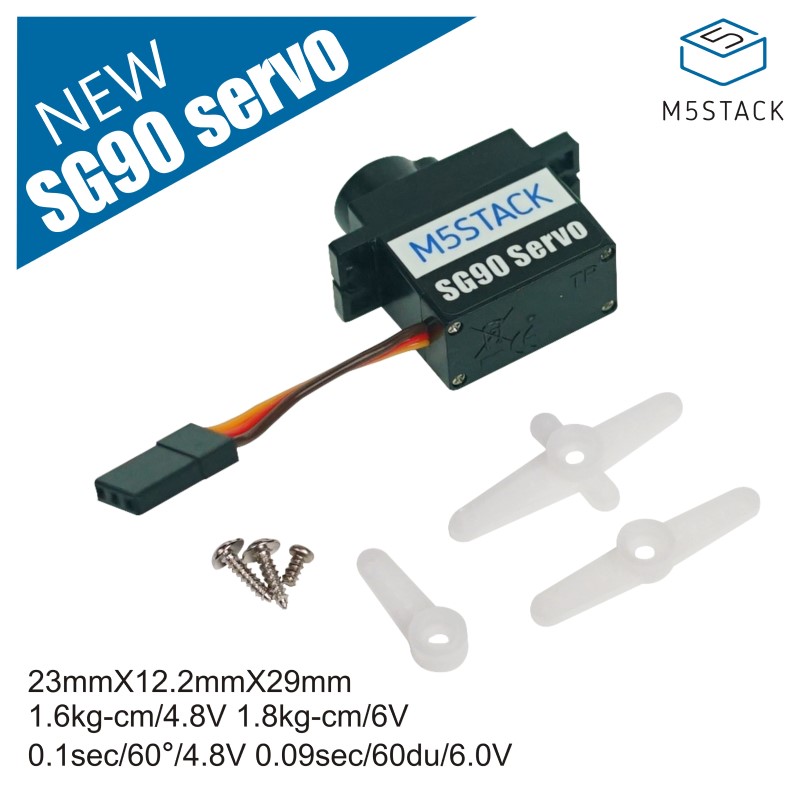 NEW
SG90 servo
M5STACK
M5STACK
SG90 Servo
TP
23mmX12.2mmX29mm
1.6kg-cm/4.8V 1.8kg-cm/6V
0.1sec/60°/4.8V 0.09sec/60du/6.0V